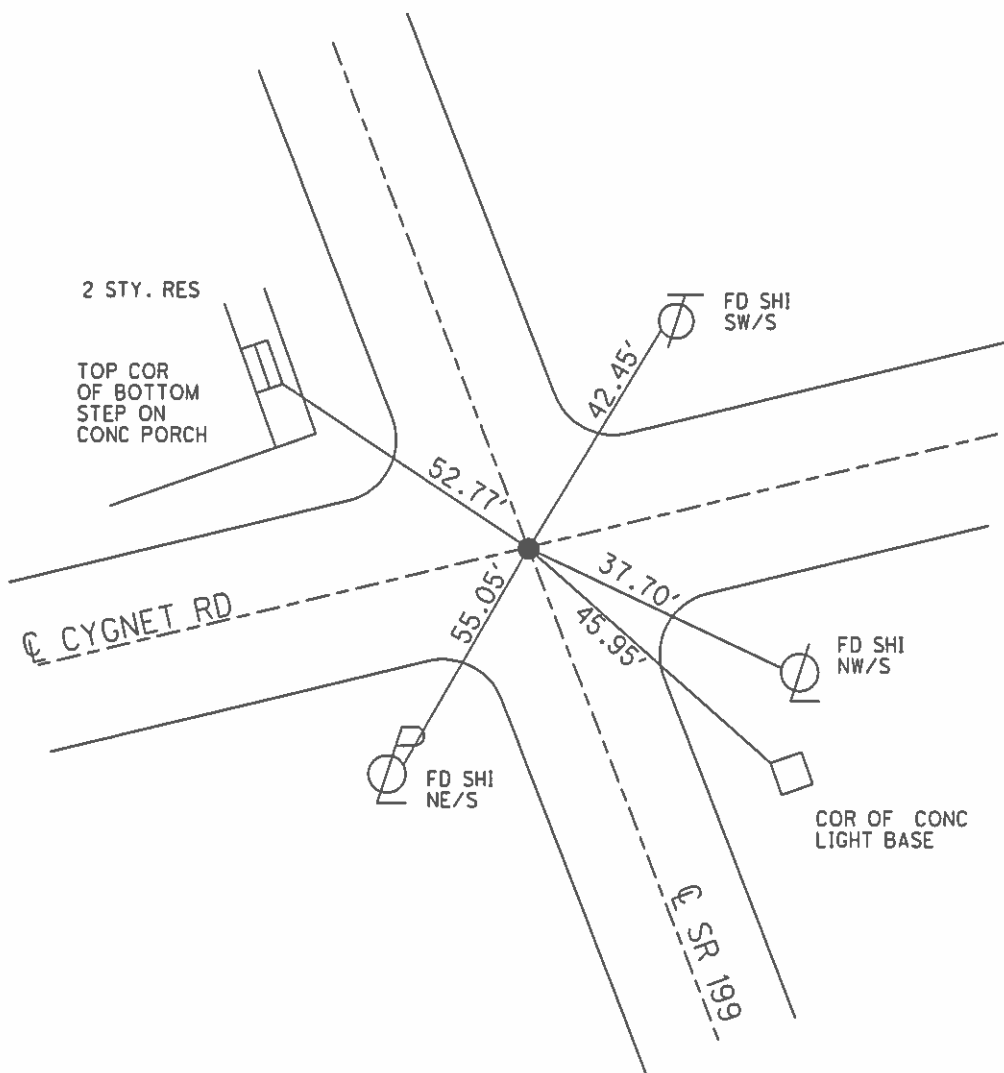 2 STY. RES
FD SHI
SW/S
TOP COR
OF BOTTOM
STEP ON
CONC PORCH
42.45'
52.77'
37.70'
55.05'
45.95'
℄ CYGNET RD
FD SHI
NW/S
FD SHI
NE/S
COR OF CONC
LIGHT BASE
℄ SR 199